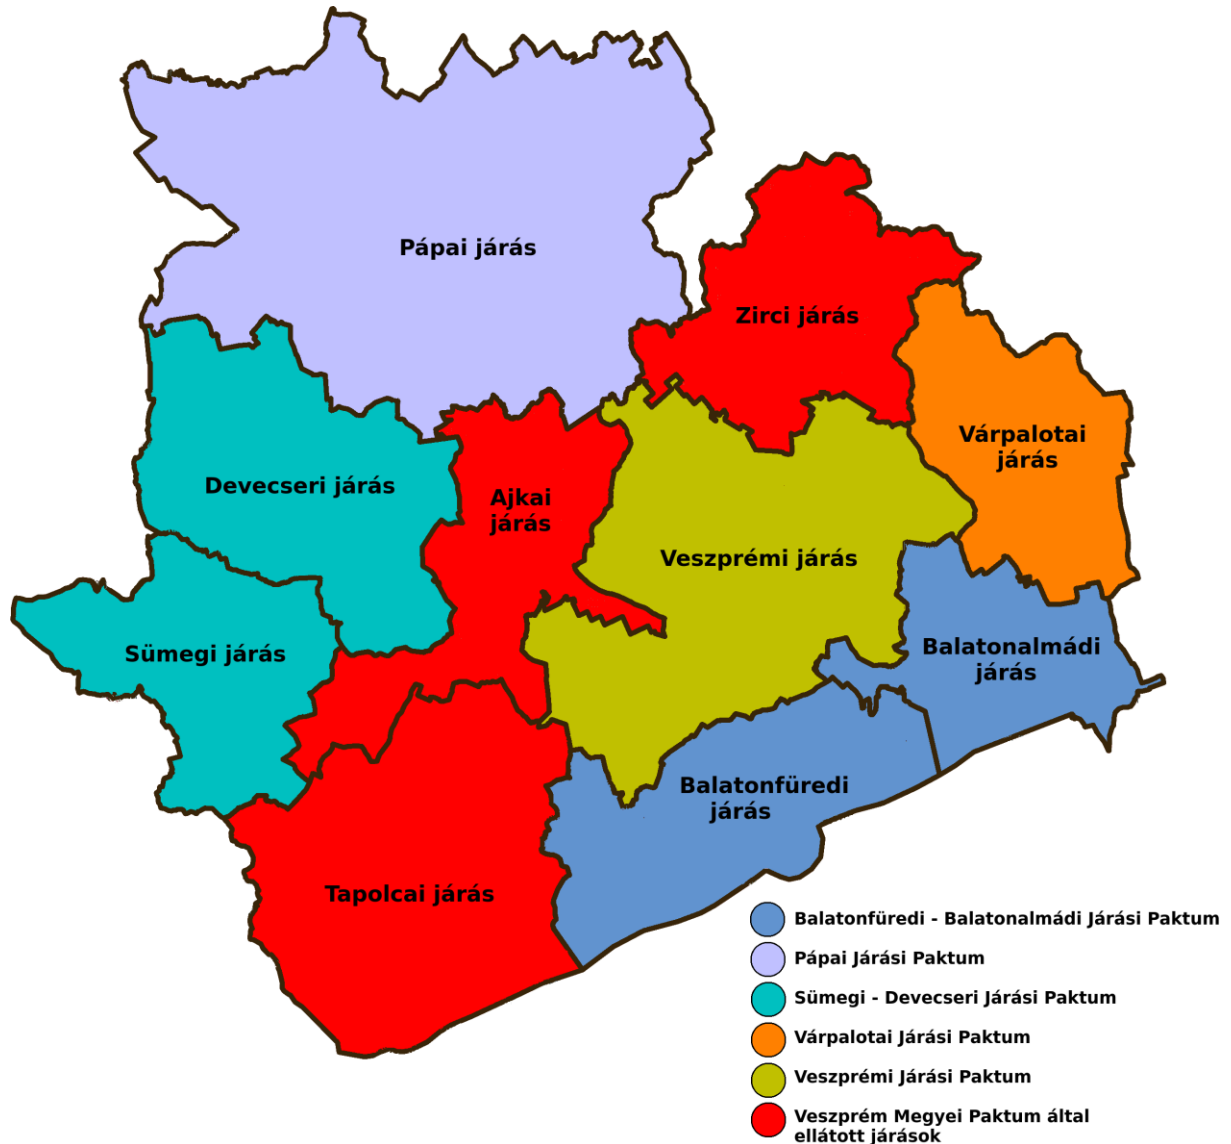 Pápai járás
Zirci járás
Várpalotai
járás
Devecseri járás
Ajkai
járás
Veszprémi járás
Sümegi járás
Balatonalmádi
járás
Balatonfüredi
járás
Tapolcai járás
Balatonfüredi - Balatonalmádi Járási Paktum
Pápai Járási Paktum
Sümegi - Devecseri Járási Paktum
Várpalotai Járási Paktum
Veszprémi Járási Paktum
Veszprém Megyei Paktum által
ellátott járások